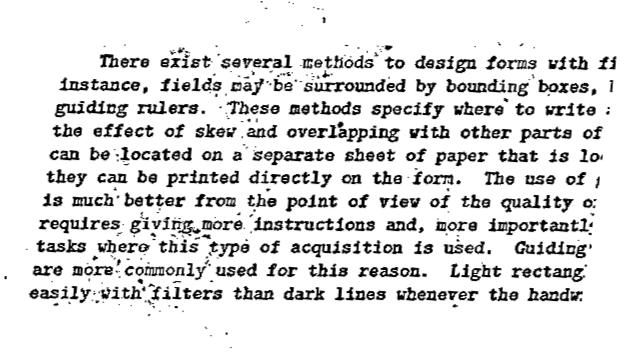 There exist several methods to design forms with fi
instance, fields may be surrounded by bounding boxes,
guiding rulers. These methods specify where to write
the effect of skew and overlapping with other parts of
can be located on a separate sheet of paper that is lo
they can be printed directly on the form. The use of
is much better from the point of view of the quality o
requires giving more instructions and, more importantl
tasks where this type of acquisition is used. Guiding
are more commonly used for this reason. Light rectang
easily with filters than dark lines whenever the handw